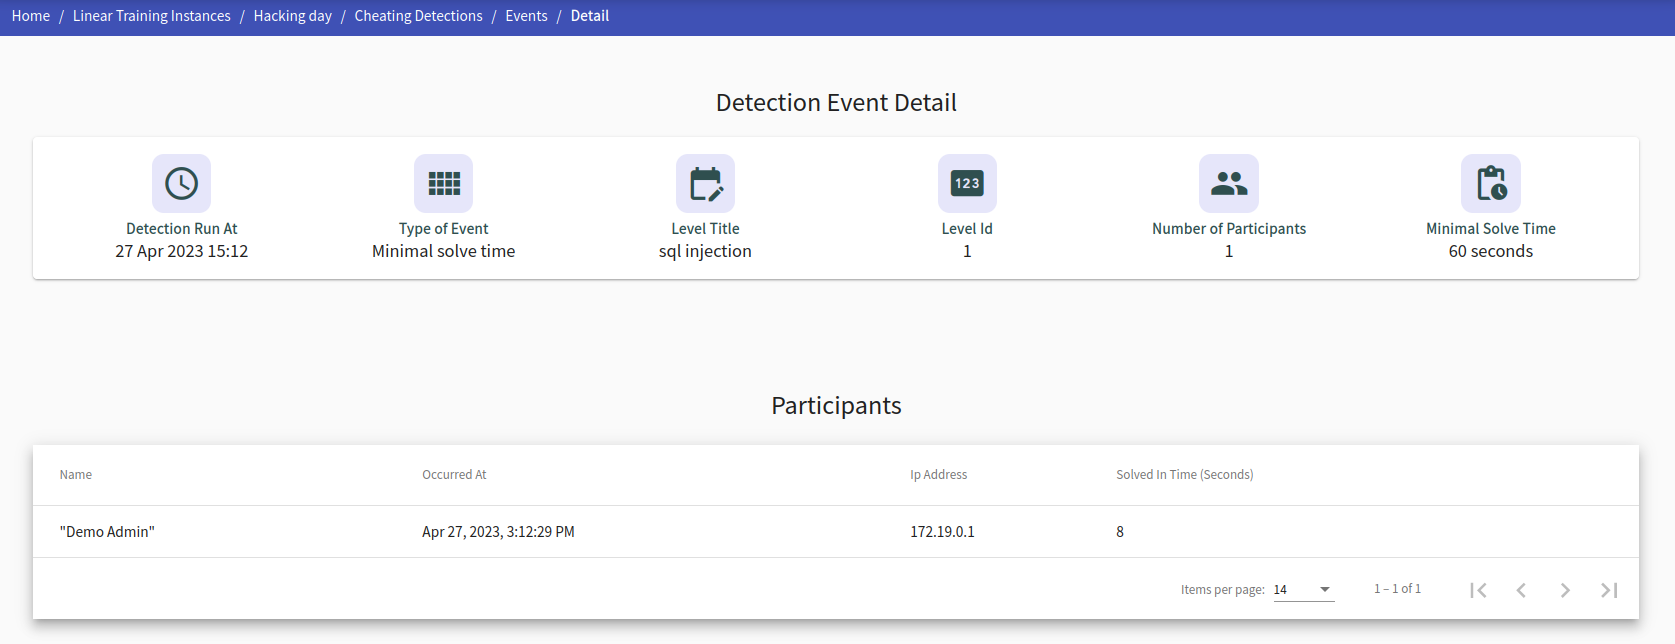 Home / Linear Training Instances / Hacking day / Cheating Detections / Events / Detail
Detection Event Detail
123
Detection Run At Type of Event Level Title Level Id Number of Participants Minimal Solve Time
27 Apr 2023 15:12 Minimal solve time sql injection 1 1 60 seconds
Participants
Name Occurred At Ip Address Solved In Time (Seconds)
"Demo Admin" Apr 27, 2023, 3:12:29 PM 172.19.0.1 8
Items per page: 14 1 – 1 of 1